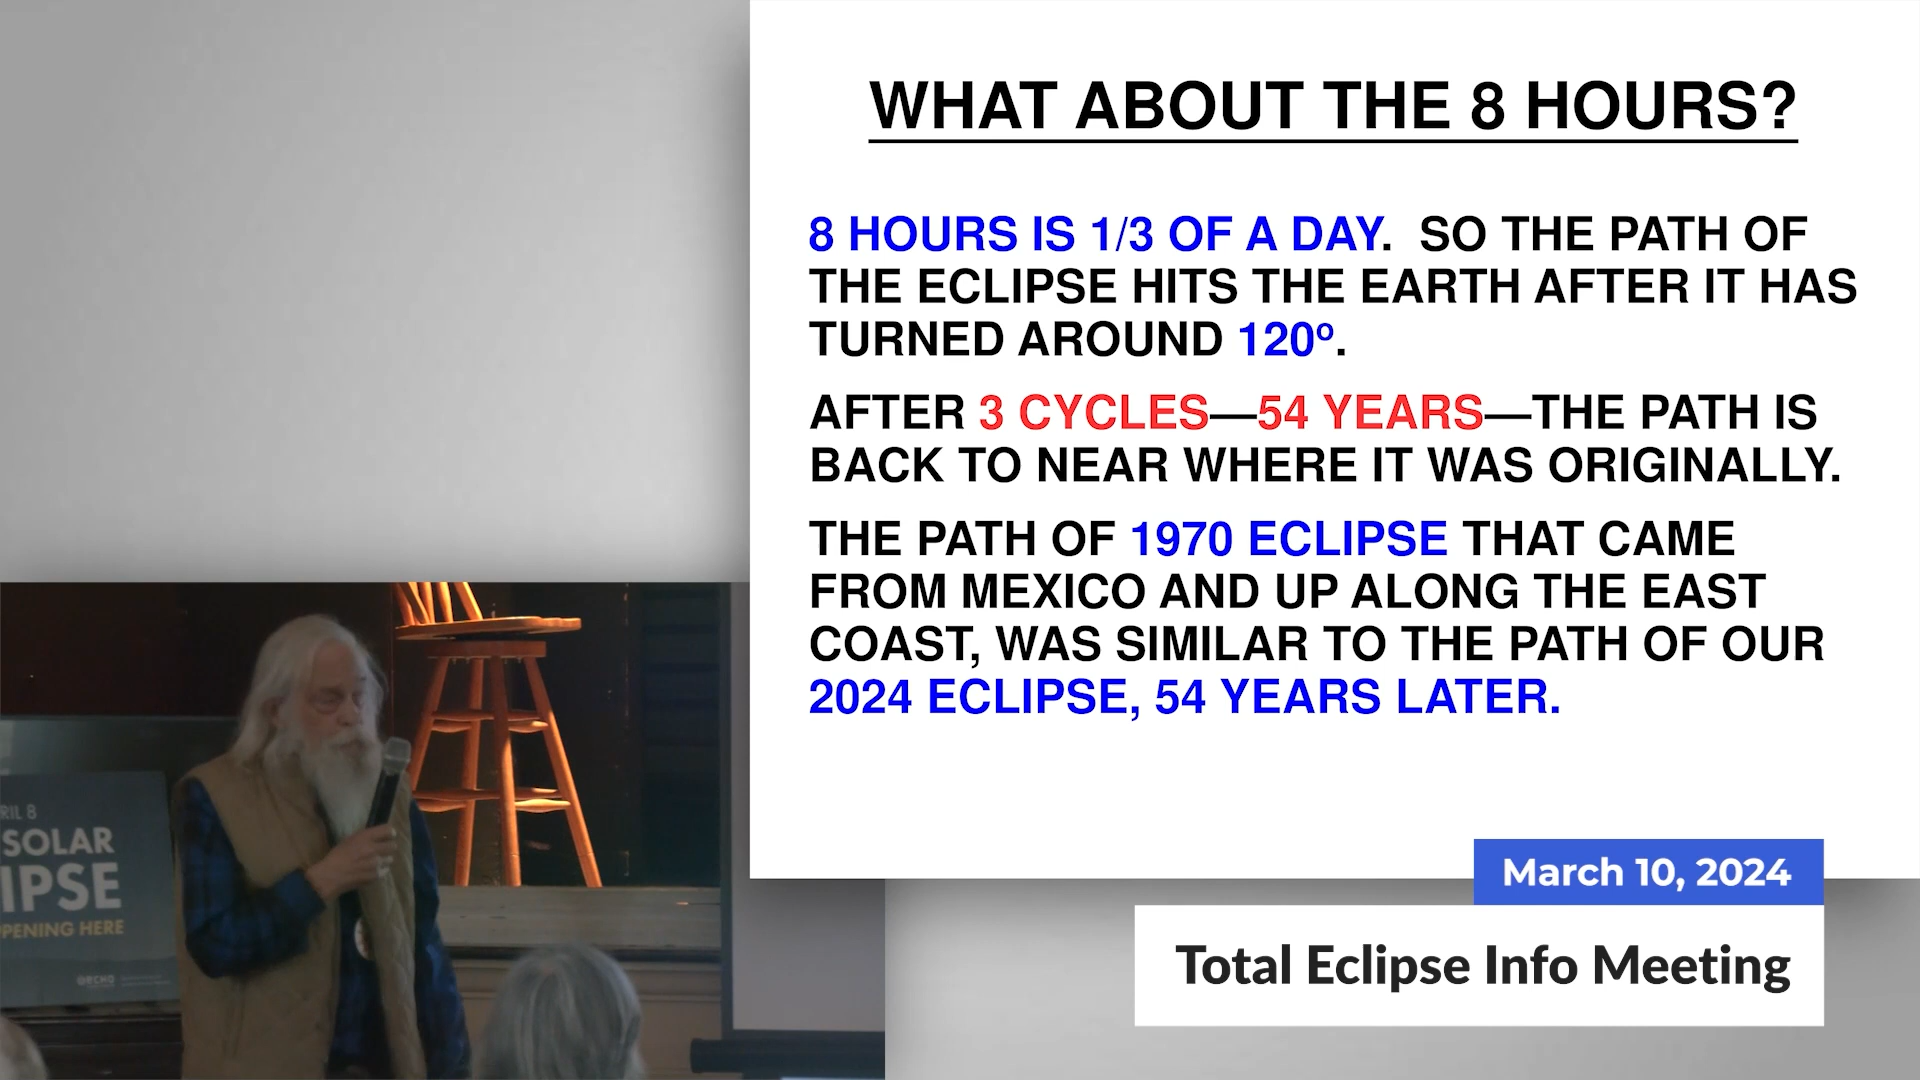 WHAT ABOUT THE 8 HOURS?
8 HOURS IS 1/3 OF A DAY. SO THE PATH OF
THE ECLIPSE HITS THE EARTH AFTER IT HAS
TURNED AROUND 120º.
AFTER 3 CYCLES—54 YEARS—THE PATH IS
BACK TO NEAR WHERE IT WAS ORIGINALLY.
THE PATH OF 1970 ECLIPSE THAT CAME
FROM MEXICO AND UP ALONG THE EAST
COAST, WAS SIMILAR TO THE PATH OF OUR
2024 ECLIPSE, 54 YEARS LATER.
RIL 8
SOLAR
IPSE
PPENING HERE
ECHO
March 10, 2024
Total Eclipse Info Meeting